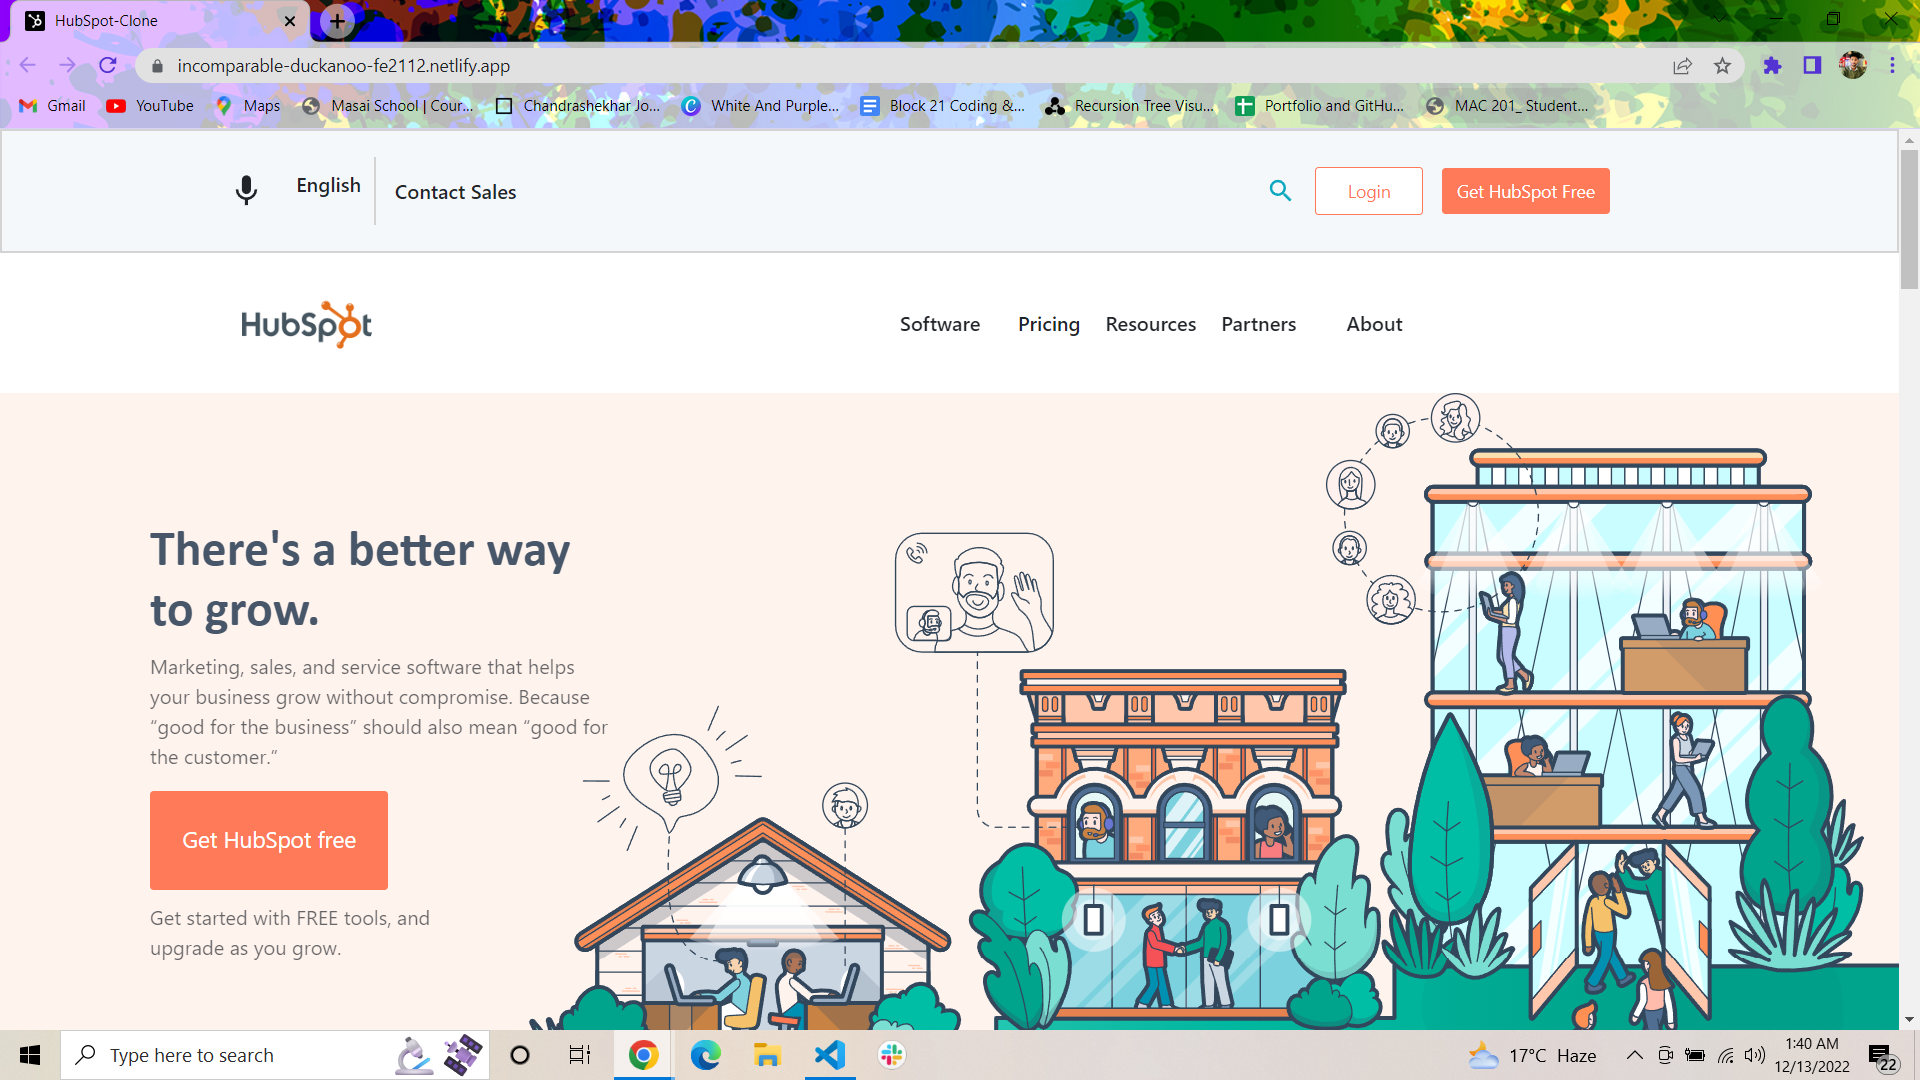 HubSpot-Clone
incomparable-duckanoo-fe2112.netlify.app
Gmail YouTube Maps Masai School | Cour... Chandrashekhar Jo... White And Purple... Block 21 Coding &... Recursion Tree Visu... Portfolio and GitHu... MAC 201_ Student...
English Contact Sales Login Get HubSpot Free
HubSpot Software Pricing Resources Partners About
There's a better way
to grow.
Marketing, sales, and service software that helps
your business grow without compromise. Because
“good for the business” should also mean “good for
the customer.”
Get HubSpot free
Get started with FREE tools, and
upgrade as you grow.
Type here to search
17°C Haze
1:40 AM
12/13/2022
22